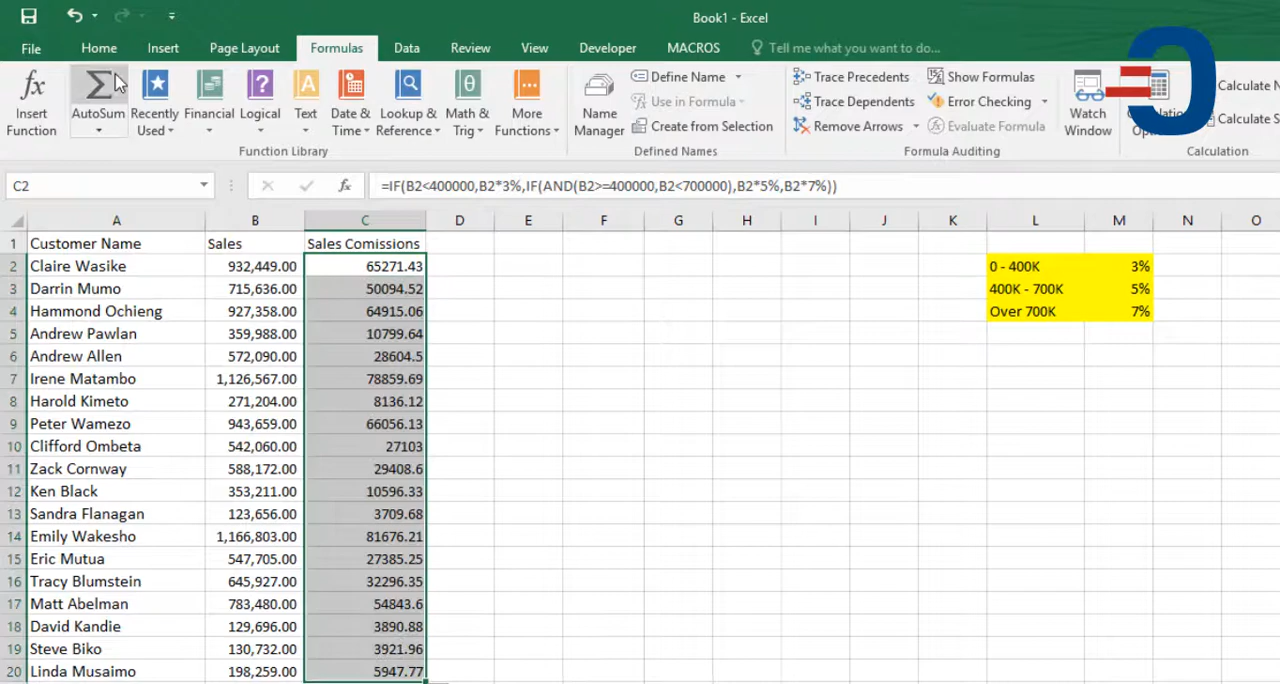 Book1 - Excel
File Home Insert Page Layout Formulas Data Review View Developer MACROS Tell me what you want to do...
fx Insert Function
Σ AutoSum
Recently Used
Financial
Logical
Text
Date & Time
Lookup & Reference
Math & Trig
More Functions
Function Library
Name Manager
Define Name
Use in Formula
Create from Selection
Defined Names
Trace Precedents
Trace Dependents
Remove Arrows
Show Formulas
Error Checking
Evaluate Formula
Formula Auditing
Watch Window
Calculate
Calculate
Calculation
C2 fx =IF(B2<400000,B2*3%,IF(AND(B2>=400000,B2<700000),B2*5%,B2*7%))
A B C D E F G H I J K L M N O
1 Customer Name Sales Sales Comissions
2 Claire Wasike 932,449.00 65271.43 0 - 400K 3%
3 Darrin Mumo 715,636.00 50094.52 400K - 700K 5%
4 Hammond Ochieng 927,358.00 64915.06 Over 700K 7%
5 Andrew Pawlan 359,988.00 10799.64
6 Andrew Allen 572,090.00 28604.5
7 Irene Matambo 1,126,567.00 78859.69
8 Harold Kimeto 271,204.00 8136.12
9 Peter Wamezo 943,659.00 66056.13
10 Clifford Ombeta 542,060.00 27103
11 Zack Cornway 588,172.00 29408.6
12 Ken Black 353,211.00 10596.33
13 Sandra Flanagan 123,656.00 3709.68
14 Emily Wakesho 1,166,803.00 81676.21
15 Eric Mutua 547,705.00 27385.25
16 Tracy Blumstein 645,927.00 32296.35
17 Matt Abelman 783,480.00 54843.6
18 David Kandie 129,696.00 3890.88
19 Steve Biko 130,732.00 3921.96
20 Linda Musaimo 198,259.00 5947.77